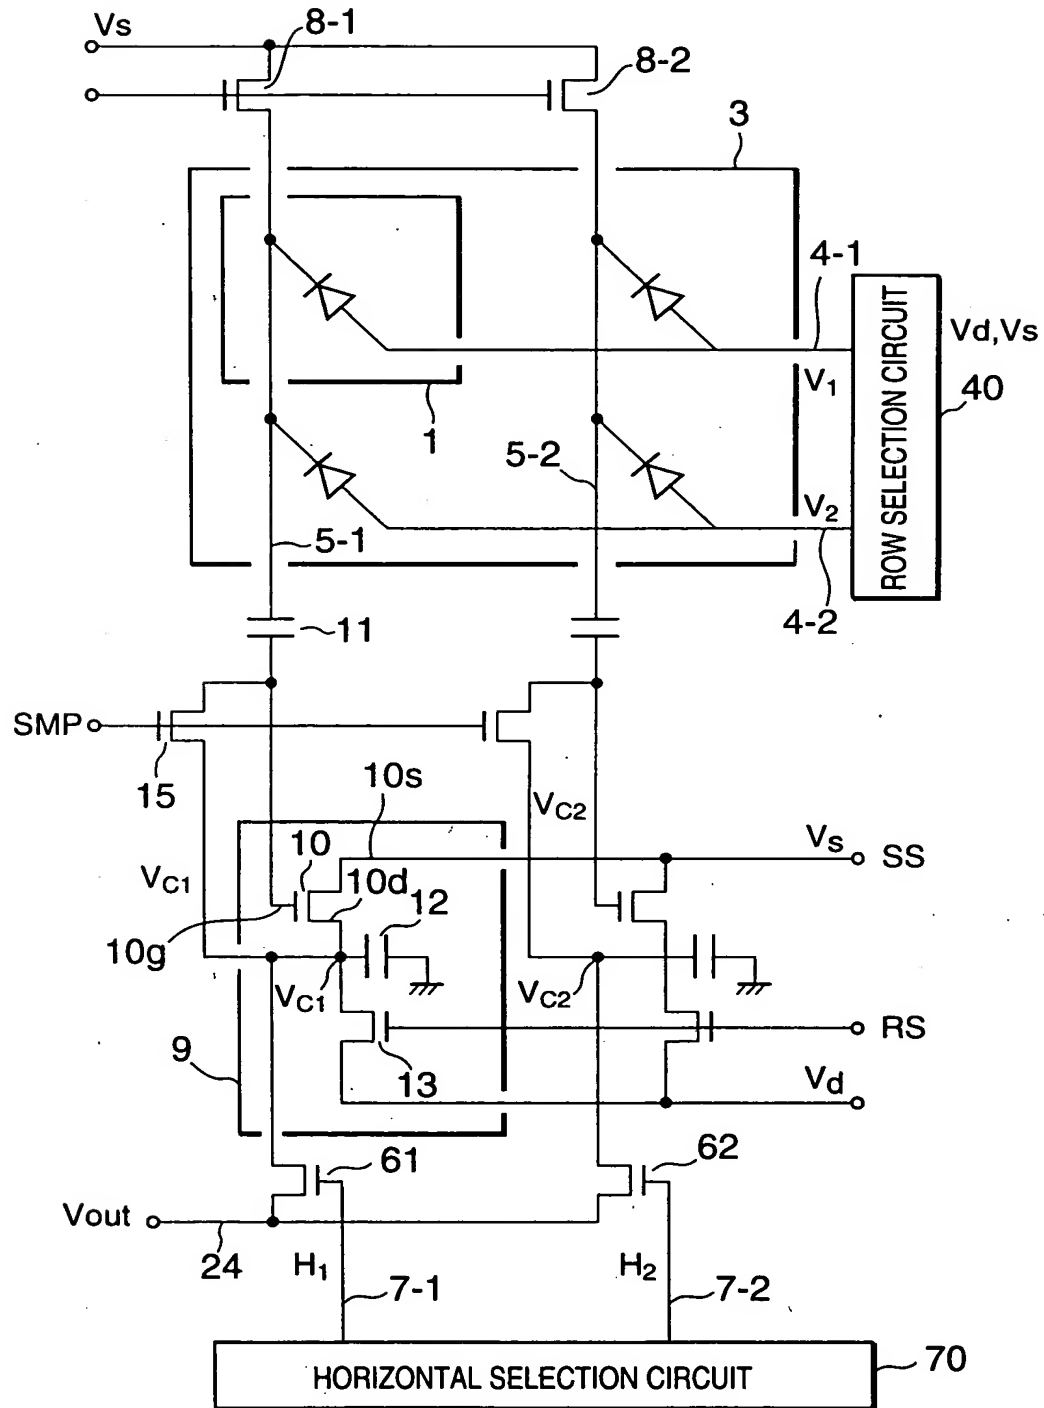 Vs
8-1
8-2
3
4-1
ROW SELECTION CIRCUIT
Vd,Vs
V1
40
1
5-2
V2
5-1
4-2
11
SMP
15
10s
VC2
Vs
SS
10
VC1
10d
12
10g
VC1
VC2
RS
9
13
Vd
61
62
Vout
24
H1
H2
7-1
7-2
HORIZONTAL SELECTION CIRCUIT
70